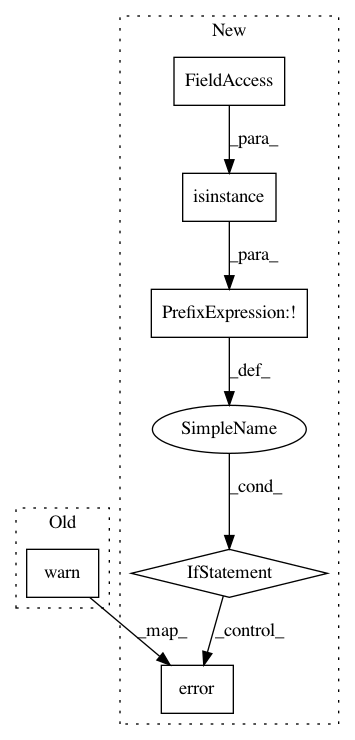 New
FieldAccess
_para_
isinstance
_para_
PrefixExpression:!
_def_
SimpleName
_cond_
Old
warn
IfStatement
_map_
_control_
error